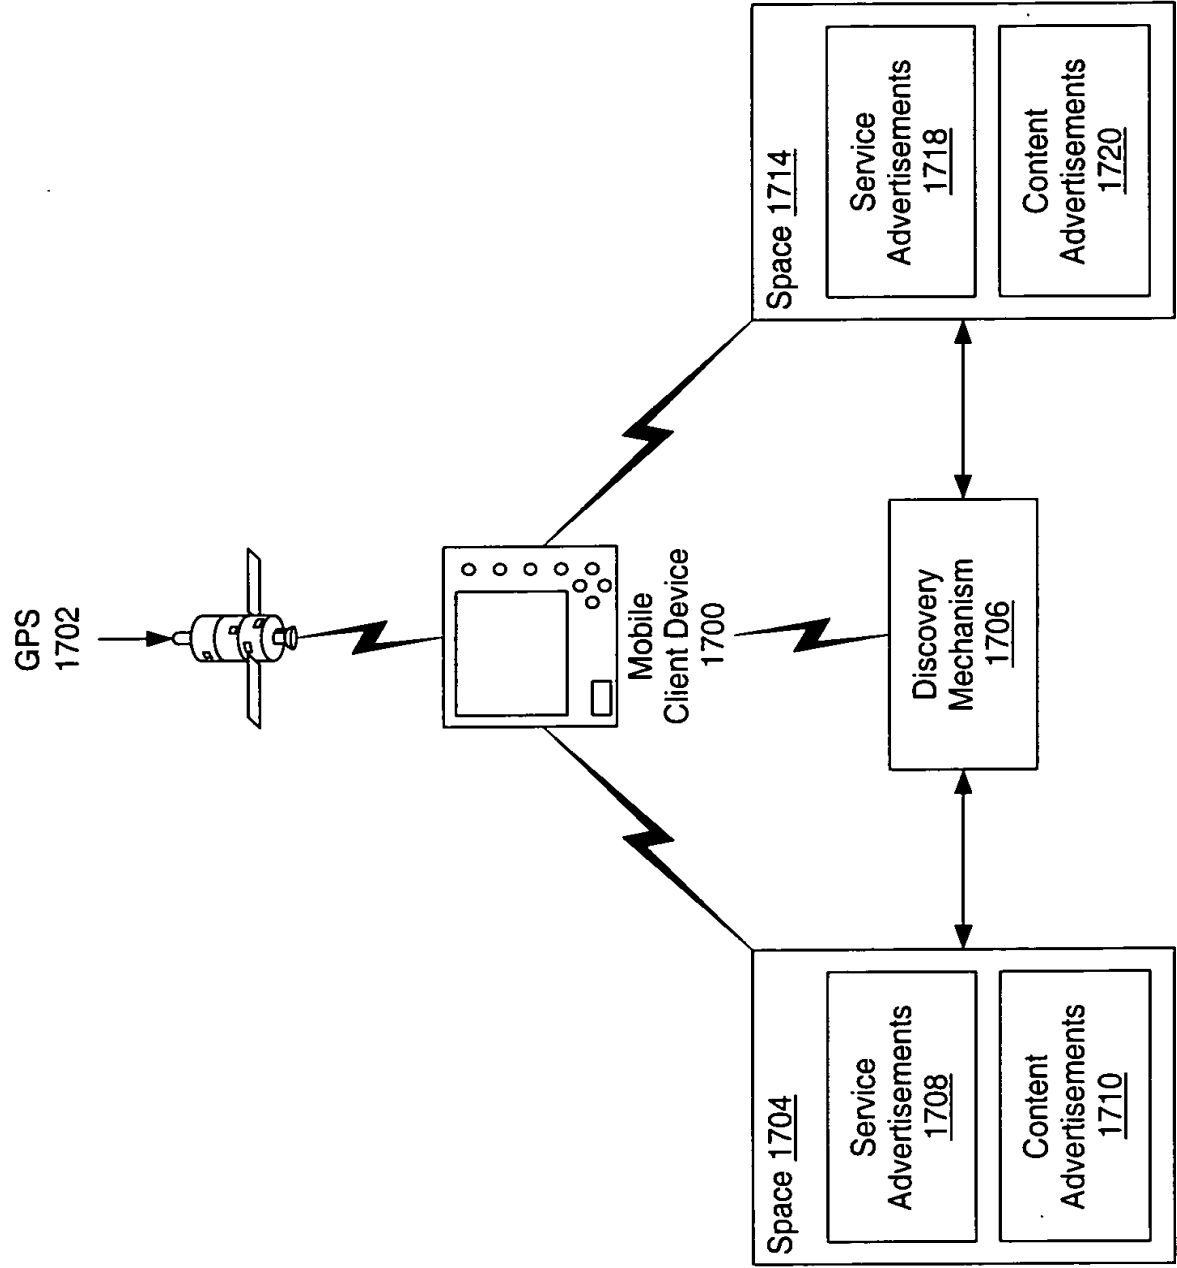 GPS
1702
Mobile
Client Device
1700
Space 1704
Service
Advertisements
1708
Content
Advertisements
1710
Discovery
Mechanism
1706
Space 1714
Service
Advertisements
1718
Content
Advertisements
1720